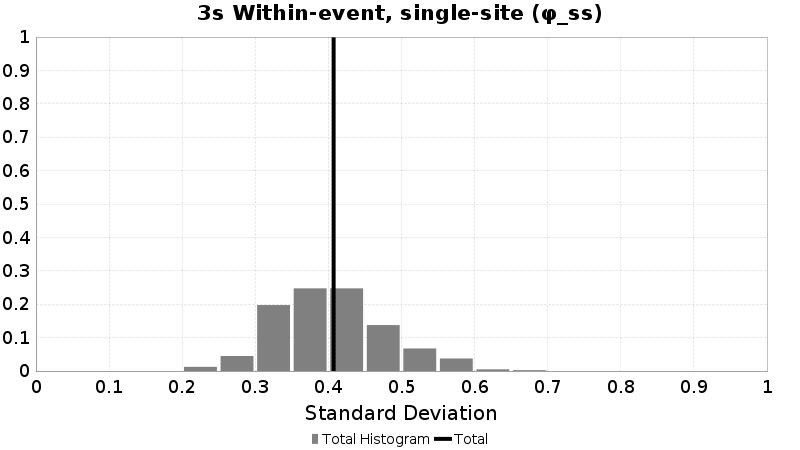 3s Within-event, single-site (φ_ss)
1
0.9
0.8
0.7
0.6
0.5
0.4
0.3
0.2
0.1
0
0 0.1 0.2 0.3 0.4 0.5 0.6 0.7 0.8 0.9 1
Standard Deviation
Total Histogram Total